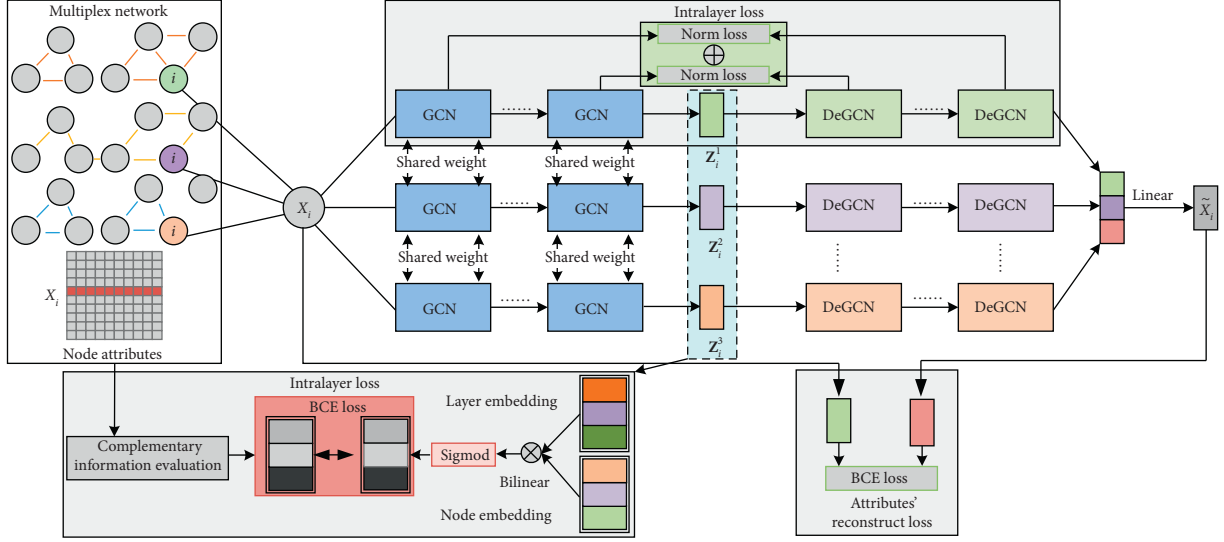 Multiplex network
i
i
i
X_i
Node attributes
X_i
Intralayer loss
Norm loss
Norm loss
GCN
......
GCN
Z_i^1
DeGCN
......
DeGCN
Shared weight
Shared weight
GCN
......
GCN
Z_i^2
DeGCN
......
DeGCN
Shared weight
Shared weight
......
......
GCN
......
GCN
Z_i^3
DeGCN
......
DeGCN
Linear
X̃_i
Intralayer loss
BCE loss
Complementary
information evaluation
Sigmod
Layer embedding
Bilinear
Node embedding
BCE loss
Attributes'
reconstruct loss